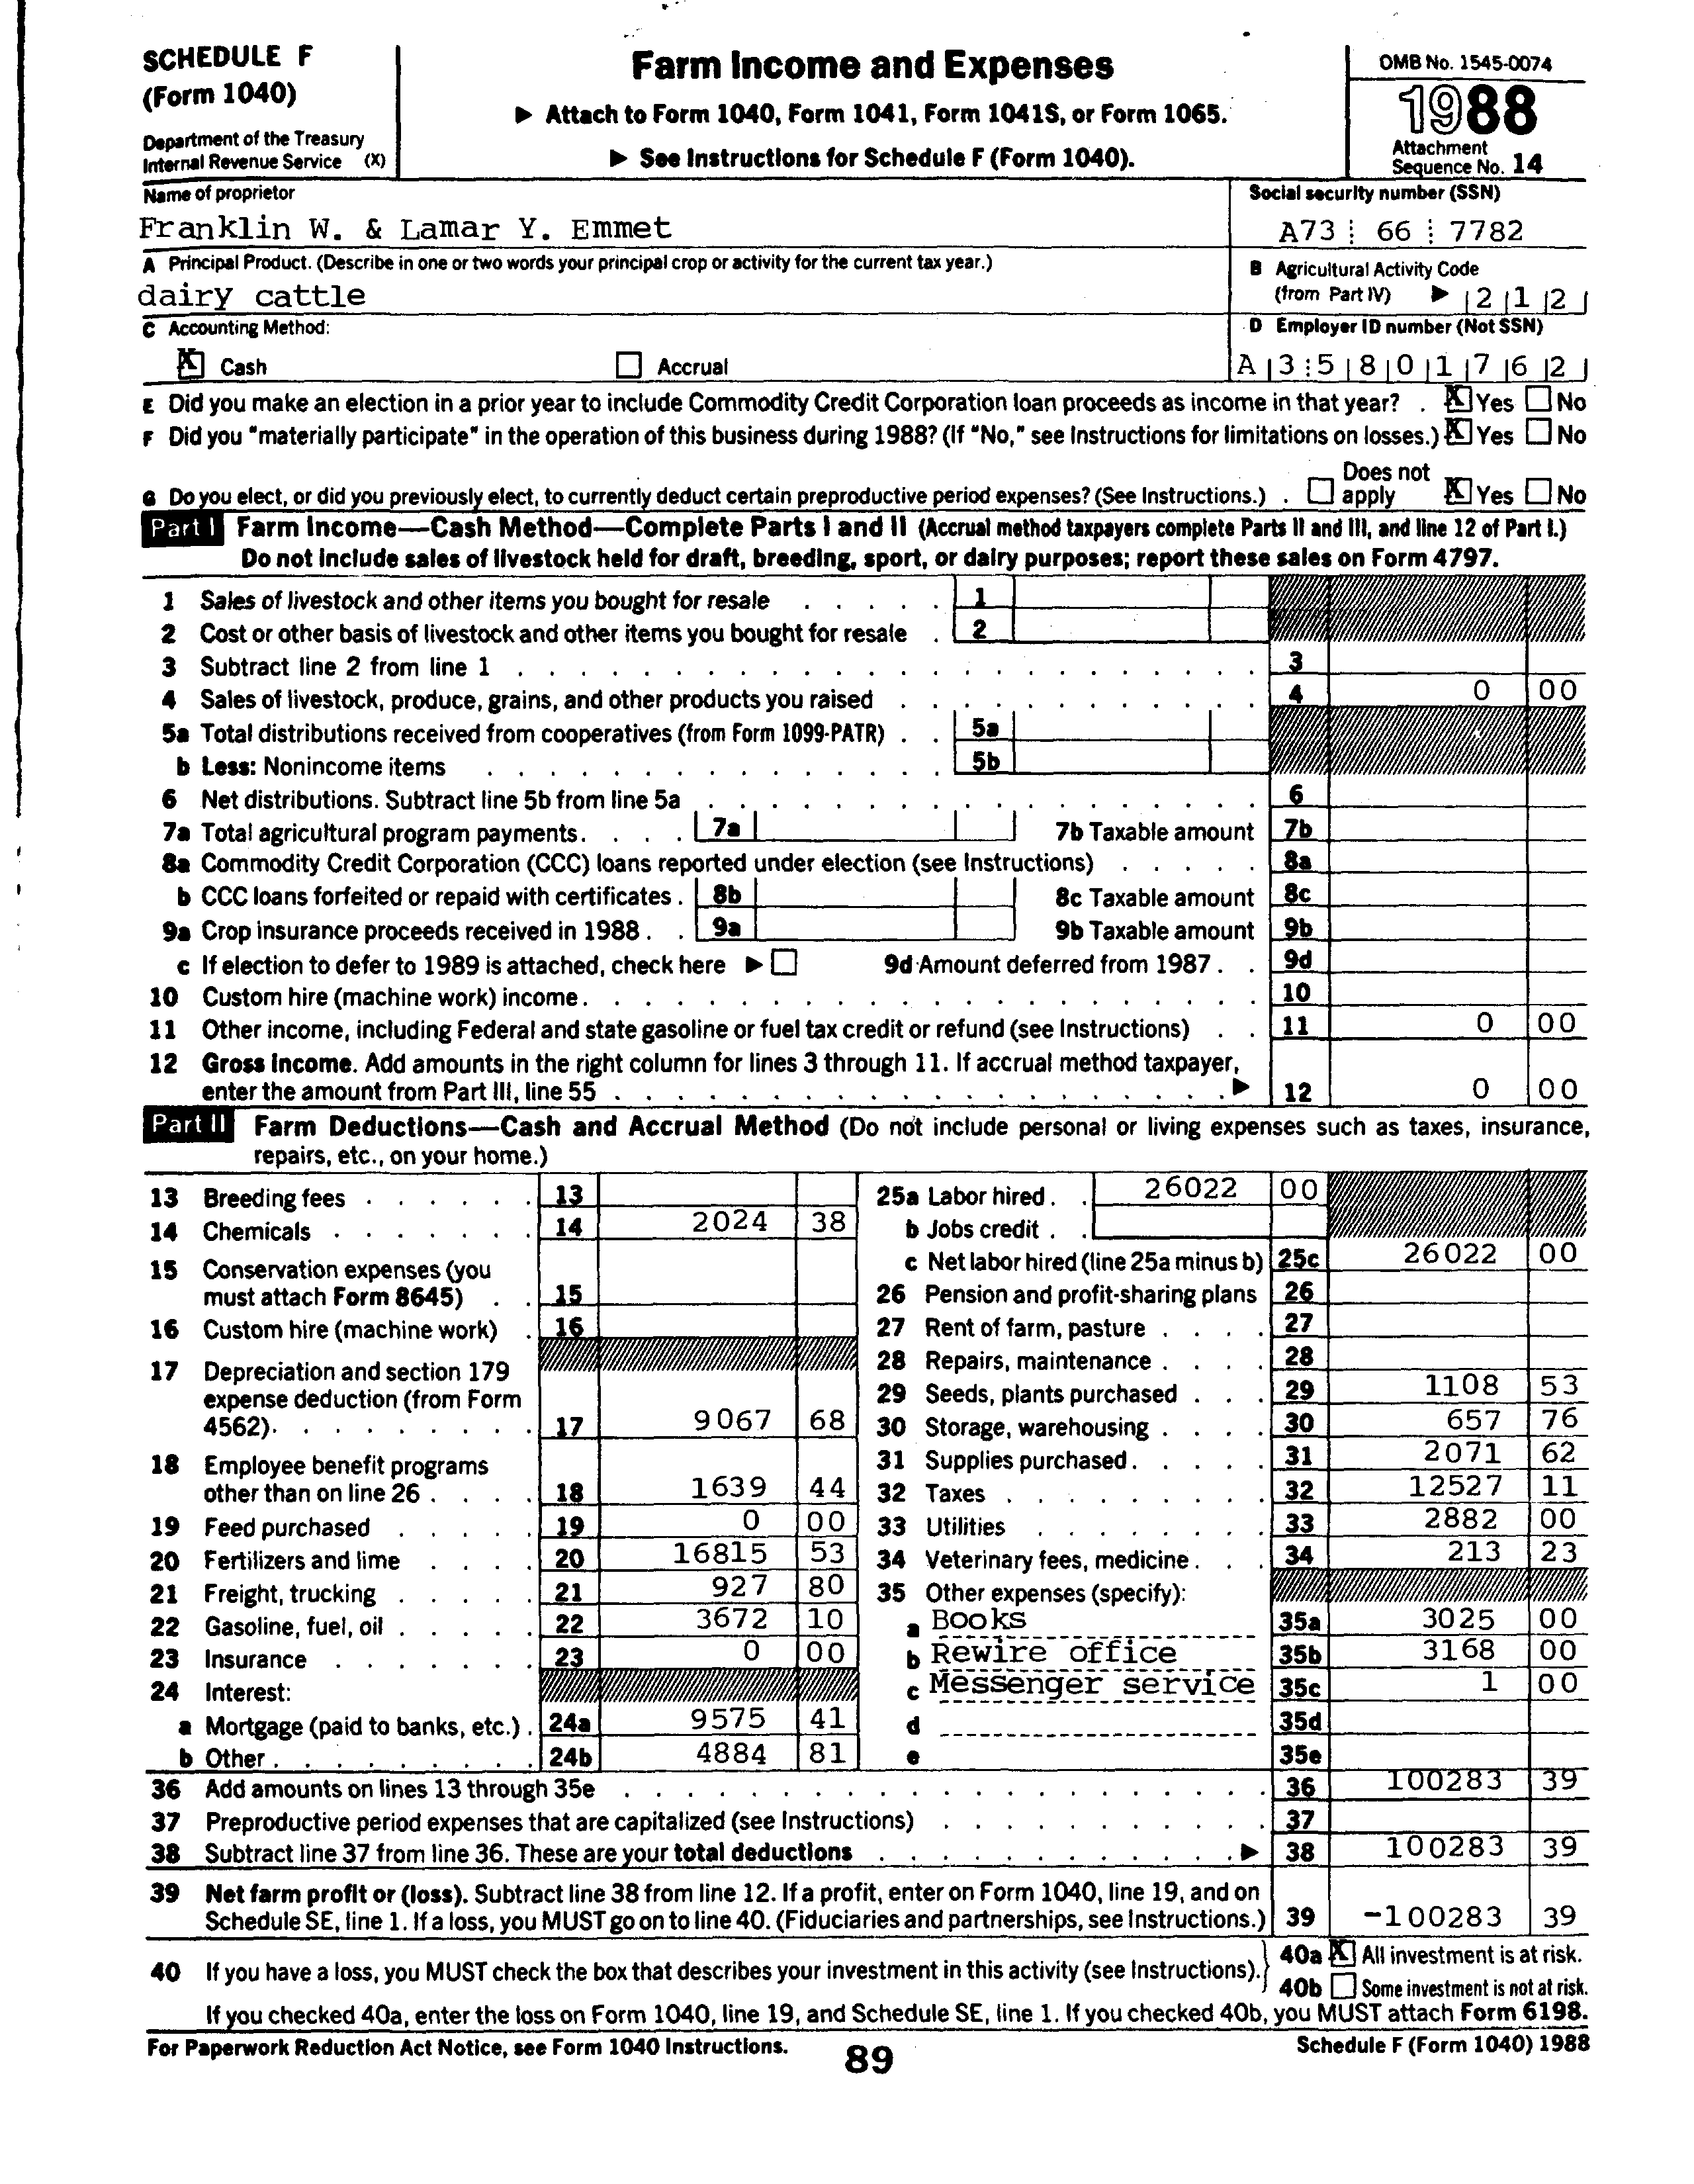 SCHEDULE F
(Form 1040)
Department of the Treasury
Internal Revenue Service (X)
Farm Income and Expenses
▶ Attach to Form 1040, Form 1041, Form 1041S, or Form 1065.
▶ See Instructions for Schedule F (Form 1040).
OMB No. 1545-0074
1988
Attachment
Sequence No. 14
Name of proprietor
Franklin W. & Lamar Y. Emmet
Social security number (SSN)
A73 66 7782
A Principal Product. (Describe in one or two words your principal crop or activity for the current tax year.)
dairy cattle
B Agricultural Activity Code
(from Part IV) ▶ 2 1 2
C Accounting Method:
X Cash Accrual
D Employer ID number (Not SSN)
A 3 5 8 0 1 7 6 2
E Did you make an election in a prior year to include Commodity Credit Corporation loan proceeds as income in that year? . X Yes No
F Did you "materially participate" in the operation of this business during 1988? (If "No," see Instructions for limitations on losses.) X Yes No
G Do you elect, or did you previously elect, to currently deduct certain preproductive period expenses? (See Instructions.) . Does not apply X Yes No
Part I Farm Income—Cash Method—Complete Parts I and II (Accrual method taxpayers complete Parts II and III, and line 12 of Part I.)
Do not include sales of livestock held for draft, breeding, sport, or dairy purposes; report these sales on Form 4797.
1 Sales of livestock and other items you bought for resale . . . . . 1
2 Cost or other basis of livestock and other items you bought for resale . 2
3 Subtract line 2 from line 1 . . . . 3
4 Sales of livestock, produce, grains, and other products you raised . . . . 4 0 00
5a Total distributions received from cooperatives (from Form 1099-PATR) . . 5a
b Less: Nonincome items . . . . 5b
6 Net distributions. Subtract line 5b from line 5a . . . . 6
7a Total agricultural program payments. . . . . 7a 7b Taxable amount 7b
8a Commodity Credit Corporation (CCC) loans reported under election (see Instructions) . . . . . 8a
b CCC loans forfeited or repaid with certificates . 8b 8c Taxable amount 8c
9a Crop insurance proceeds received in 1988 . . 9a 9b Taxable amount 9b
c If election to defer to 1989 is attached, check here ▶ 9d Amount deferred from 1987 . . 9d
10 Custom hire (machine work) income . . . . 10
11 Other income, including Federal and state gasoline or fuel tax credit or refund (see Instructions) . . 11 0 00
12 Gross Income. Add amounts in the right column for lines 3 through 11. If accrual method taxpayer,
enter the amount from Part III, line 55 . . . . ▶ 12 0 00
Part II Farm Deductions—Cash and Accrual Method (Do not include personal or living expenses such as taxes, insurance,
repairs, etc., on your home.)
13 Breeding fees . . . . . . 13
14 Chemicals . . . . . . . 14 2024 38
15 Conservation expenses (you
must attach Form 8645) . . 15
16 Custom hire (machine work) . 16
17 Depreciation and section 179
expense deduction (from Form
4562). . . . . . . . . 17 9067 68
18 Employee benefit programs
other than on line 26 . . . . 18 1639 44
19 Feed purchased . . . . . 19 0 00
20 Fertilizers and lime . . . . 20 16815 53
21 Freight, trucking . . . . . 21 927 80
22 Gasoline, fuel, oil . . . . . 22 3672 10
23 Insurance . . . . . . . 23 0 00
24 Interest:
a Mortgage (paid to banks, etc.) . 24a 9575 41
b Other . . . . . . . . . 24b 4884 81
25a Labor hired . . 26022 00
b Jobs credit . .
c Net labor hired (line 25a minus b) 25c 26022 00
26 Pension and profit-sharing plans 26
27 Rent of farm, pasture . . . . 27
28 Repairs, maintenance . . . . 28
29 Seeds, plants purchased . . . 29 1108 53
30 Storage, warehousing . . . . 30 657 76
31 Supplies purchased . . . . . 31 2071 62
32 Taxes . . . . . . . . . 32 12527 11
33 Utilities . . . . . . . . 33 2882 00
34 Veterinary fees, medicine . . . 34 213 23
35 Other expenses (specify):
a Books 35a 3025 00
b Rewire office 35b 3168 00
c Messenger service 35c 1 00
d 35d
e 35e
36 Add amounts on lines 13 through 35e . . . . 36 100283 39
37 Preproductive period expenses that are capitalized (see Instructions) . . . . 37
38 Subtract line 37 from line 36. These are your total deductions . . . . ▶ 38 100283 39
39 Net farm profit or (loss). Subtract line 38 from line 12. If a profit, enter on Form 1040, line 19, and on
Schedule SE, line 1. If a loss, you MUST go on to line 40. (Fiduciaries and partnerships, see Instructions.) 39 -100283 39
40 If you have a loss, you MUST check the box that describes your investment in this activity (see Instructions).
40a X All investment is at risk.
40b Some investment is not at risk.
If you checked 40a, enter the loss on Form 1040, line 19, and Schedule SE, line 1. If you checked 40b, you MUST attach Form 6198.
For Paperwork Reduction Act Notice, see Form 1040 Instructions.
89
Schedule F (Form 1040) 1988